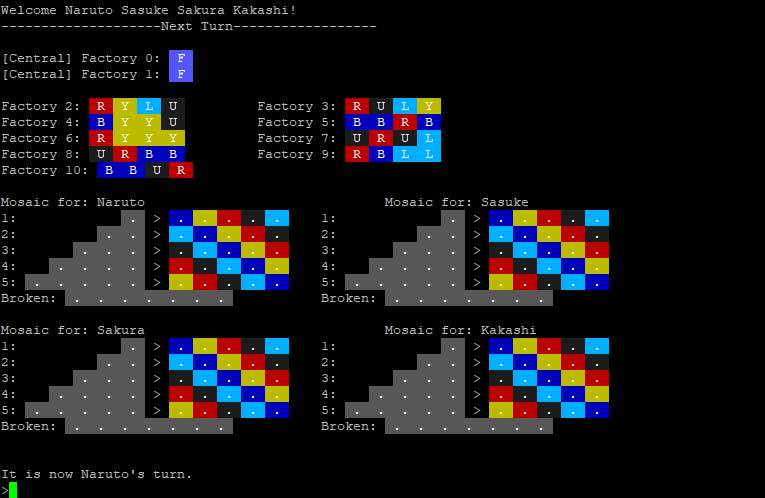 Welcome Naruto Sasuke Sakura Kakashi!
--------------------Next Turn------------------
[Central] Factory 0: F
[Central] Factory 1: F
Factory 2: R Y L U Factory 3: R U L Y
Factory 4: B Y Y U Factory 5: B B R B
Factory 6: R Y Y Y Factory 7: U R U L
Factory 8: U R B B Factory 9: R B L L
Factory 10: B B U R
Mosaic for: Naruto Mosaic for: Sasuke
1: . > . . . . . 1: . > . . . . .
2: . . > . . . . . 2: . . > . . . . .
3: . . . > . . . . . 3: . . . > . . . . .
4: . . . . > . . . . . 4: . . . . > . . . . .
5: . . . . . > . . . . . 5: . . . . . > . . . . .
Broken: . . . . . . . Broken: . . . . . . .
Mosaic for: Sakura Mosaic for: Kakashi
1: . > . . . . . 1: . > . . . . .
2: . . > . . . . . 2: . . > . . . . .
3: . . . > . . . . . 3: . . . > . . . . .
4: . . . . > . . . . . 4: . . . . > . . . . .
5: . . . . . > . . . . . 5: . . . . . > . . . . .
Broken: . . . . . . . Broken: . . . . . . .
It is now Naruto's turn.
>